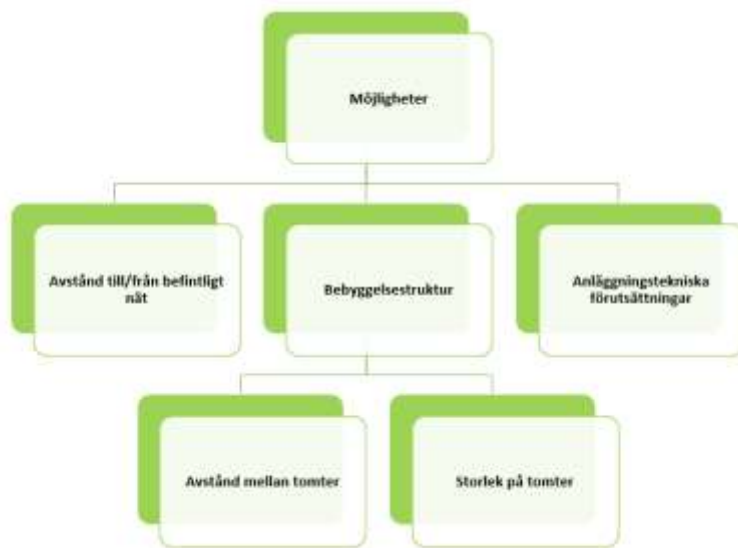 Möjligheter
Avstånd till/från befintligt
nät
Bebyggelsestruktur
Anläggningstekniska
förutsättningar
Avstånd mellan tomter
Storlek på tomter